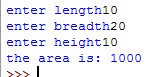 enter length10
enter breadth20
enter height10
the area is: 1000
>>>